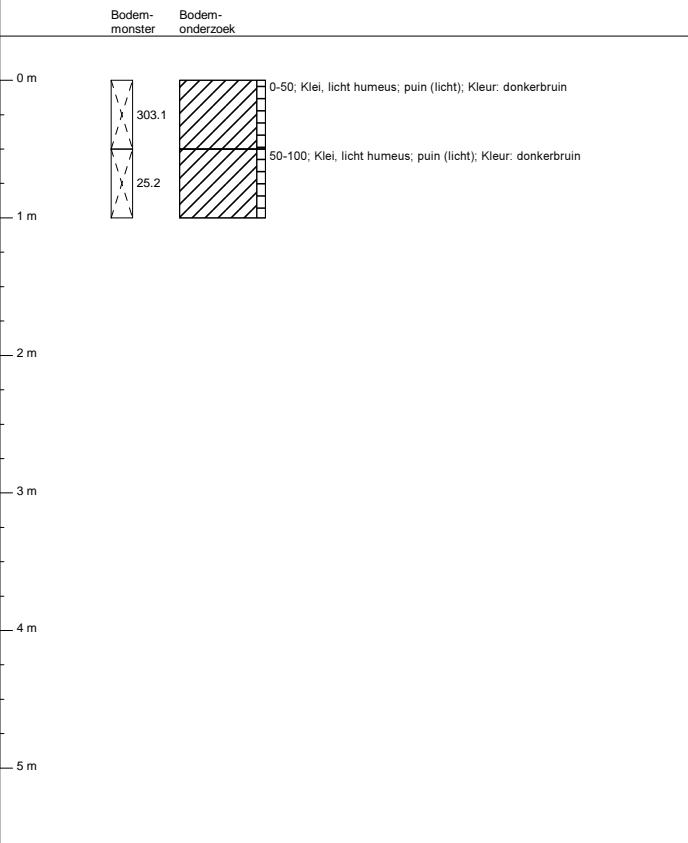 Bodem-
monster
Bodem-
onderzoek
0 m
303.1
0-50; Klei, licht humeus; puin (licht); Kleur: donkerbruin
50-100; Klei, licht humeus; puin (licht); Kleur: donkerbruin
25.2
1 m
2 m
3 m
4 m
5 m